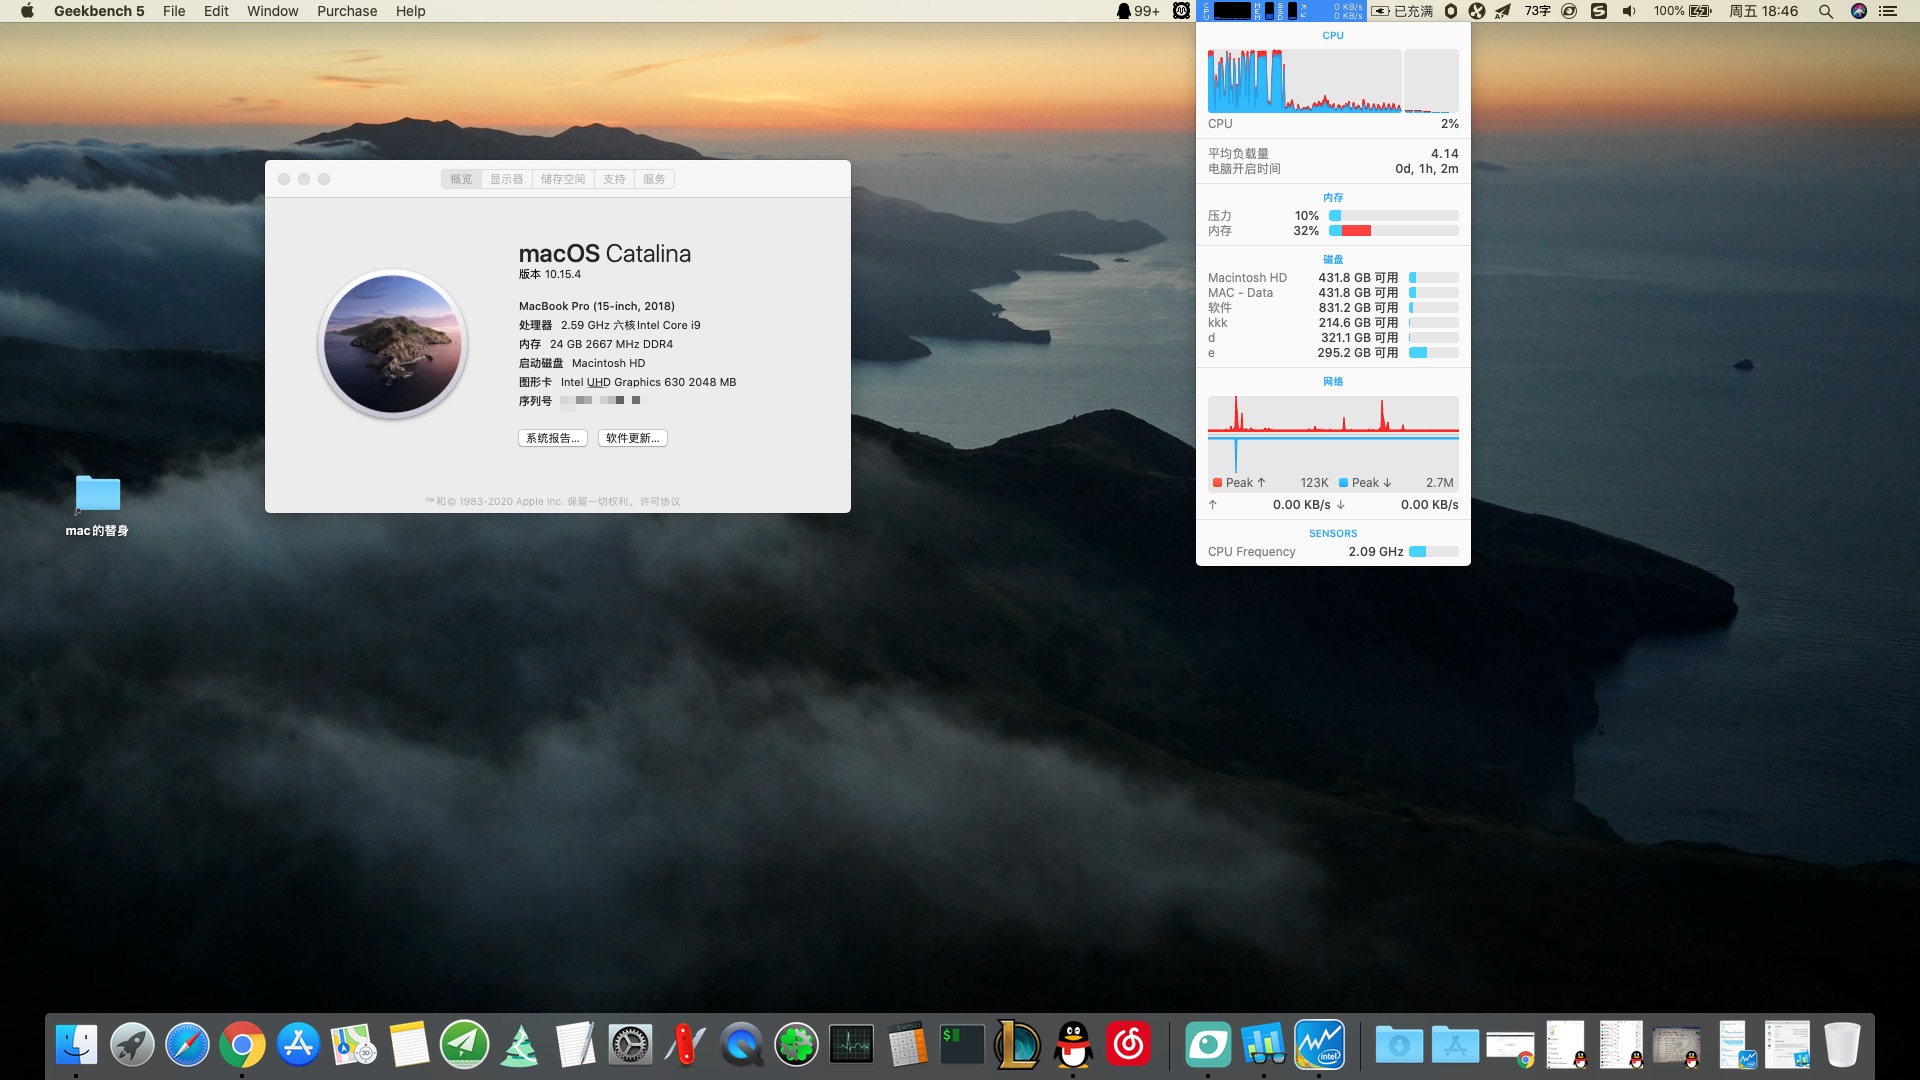 Geekbench 5 File Edit Window Purchase Help
99+
0 KB/s
0 KB/s
已充满
73字
100%
周五 18:46
概览 显示器 储存空间 支持 服务
macOS Catalina
版本 10.15.4
MacBook Pro (15-inch, 2018)
处理器 2.59 GHz 六核Intel Core i9
内存 24 GB 2667 MHz DDR4
启动磁盘 Macintosh HD
图形卡 Intel UHD Graphics 630 2048 MB
序列号
系统报告... 软件更新...
™和© 1983-2020 Apple Inc. 保留一切权利。许可协议
mac的替身
CPU
CPU 2%
平均负载量 4.14
电脑开启时间 0d, 1h, 2m
内存
压力 10%
内存 32%
磁盘
Macintosh HD 431.8 GB 可用
MAC - Data 431.8 GB 可用
软件 831.2 GB 可用
kkk 214.6 GB 可用
d 321.1 GB 可用
e 295.2 GB 可用
网络
Peak ↑ 123K Peak ↓ 2.7M
↑ 0.00 KB/s ↓ 0.00 KB/s
SENSORS
CPU Frequency 2.09 GHz
3D
$
intel